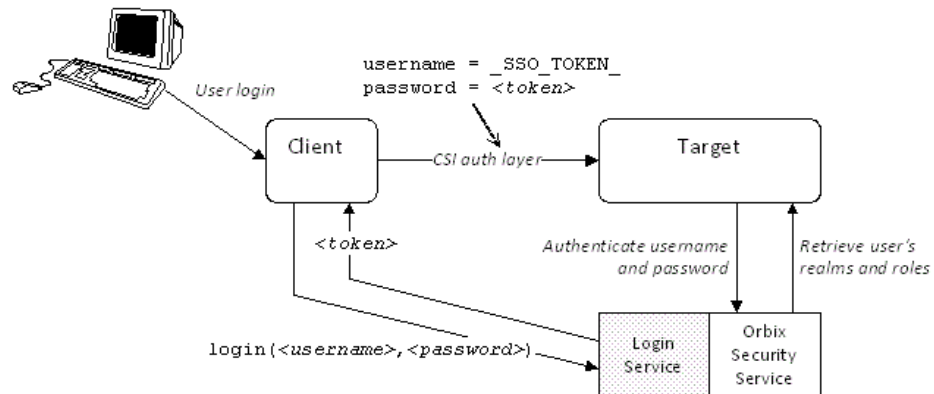 username = _SSO_TOKEN_
password = <token>
User login
Client
CSI auth layer
Target
<token>
Authenticate username
and password
Retrieve user's
realms and roles
login(<username>,<password>)
Login
Service
Orbix
Security
Service